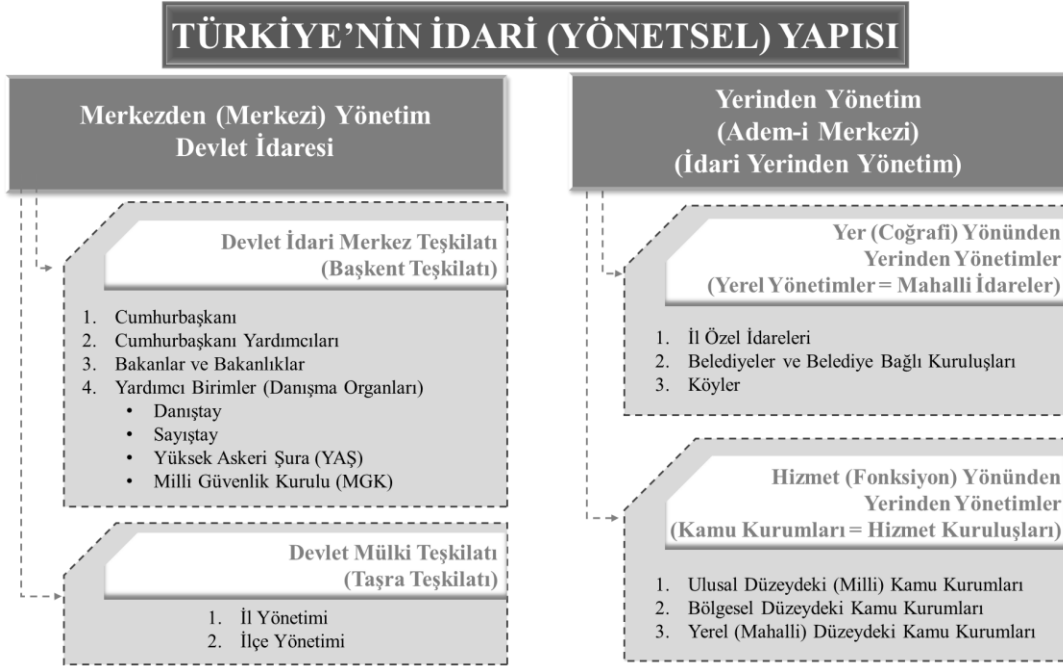 TÜRKİYE’NİN İDARİ (YÖNETSEL) YAPISI
Merkezden (Merkezi) Yönetim
Devlet İdaresi
Devlet İdari Merkez Teşkilatı
(Başkent Teşkilatı)
1. Cumhurbaşkanı
2. Cumhurbaşkanı Yardımcıları
3. Bakanlar ve Bakanlıklar
4. Yardımcı Birimler (Danışma Organları)
• Danıştay
• Sayıştay
• Yüksek Askeri Şura (YAŞ)
• Milli Güvenlik Kurulu (MGK)
Devlet Mülki Teşkilatı
(Taşra Teşkilatı)
1. İl Yönetimi
2. İlçe Yönetimi
Yerinden Yönetim
(Adem-i Merkezi)
(İdari Yerinden Yönetim)
Yer (Coğrafi) Yönünden
Yerinden Yönetimler
(Yerel Yönetimler = Mahalli İdareler)
1. İl Özel İdareleri
2. Belediyeler ve Belediye Bağlı Kuruluşları
3. Köyler
Hizmet (Fonksiyon) Yönünden
Yerinden Yönetimler
(Kamu Kurumları = Hizmet Kuruluşları)
1. Ulusal Düzeydeki (Milli) Kamu Kurumları
2. Bölgesel Düzeydeki Kamu Kurumları
3. Yerel (Mahalli) Düzeydeki Kamu Kurumları